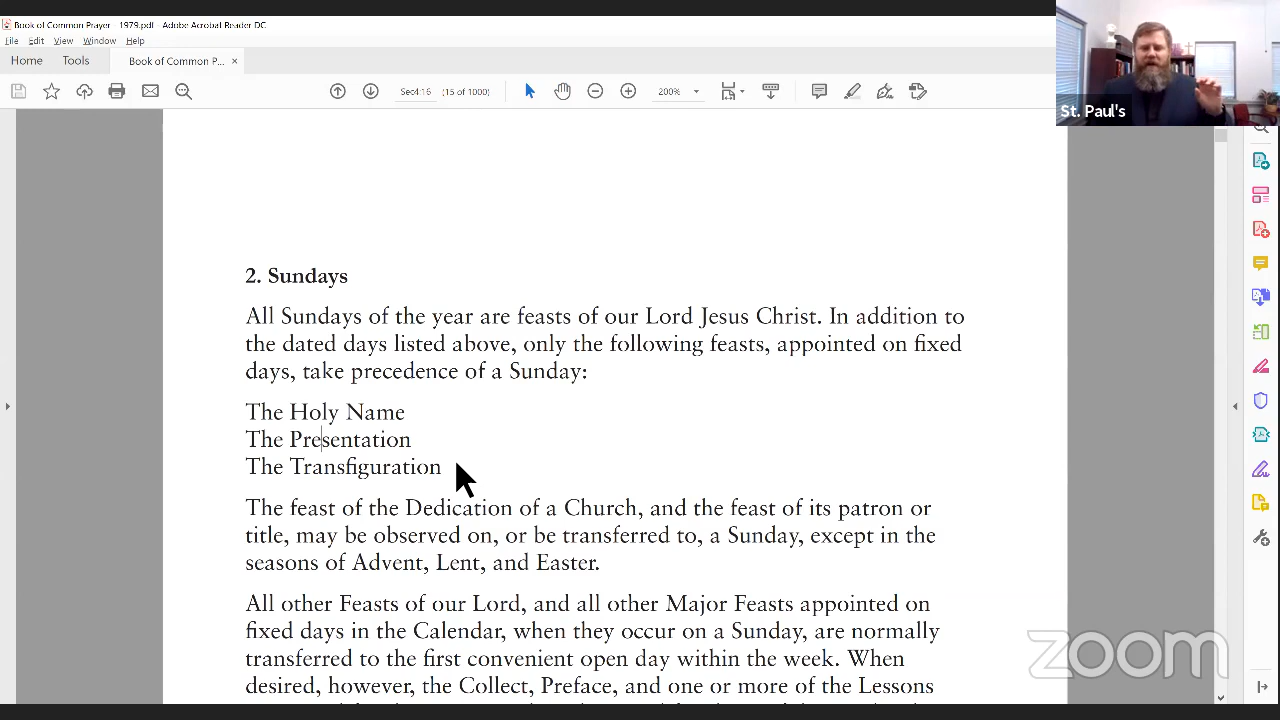 Book of Common Prayer - 1979.pdf - Adobe Acrobat Reader DC
File Edit View Window Help
Home Tools Book of Common P... ×
Sec4:16 (15 of 1000) 200%
St. Paul's
2. Sundays
All Sundays of the year are feasts of our Lord Jesus Christ. In addition to
the dated days listed above, only the following feasts, appointed on fixed
days, take precedence of a Sunday:
The Holy Name
The Presentation
The Transfiguration
The feast of the Dedication of a Church, and the feast of its patron or
title, may be observed on, or be transferred to, a Sunday, except in the
seasons of Advent, Lent, and Easter.
All other Feasts of our Lord, and all other Major Feasts appointed on
fixed days in the Calendar, when they occur on a Sunday, are normally
transferred to the first convenient open day within the week. When
desired, however, the Collect, Preface, and one or more of the Lessons
zoom